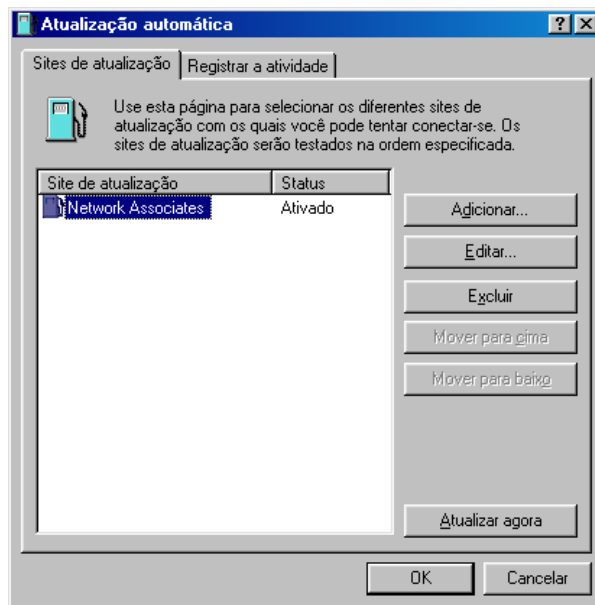 Atualização automática
Sites de atualização
Registrar a atividade
Use esta página para selecionar os diferentes sites de
atualização com os quais você pode tentar conectar-se. Os
sites de atualização serão testados na ordem especificada.
Site de atualização Status
Network Associates Ativado
Adicionar...
Editar...
Excluir
Mover para cima
Mover para baixo
Atualizar agora
OK Cancelar